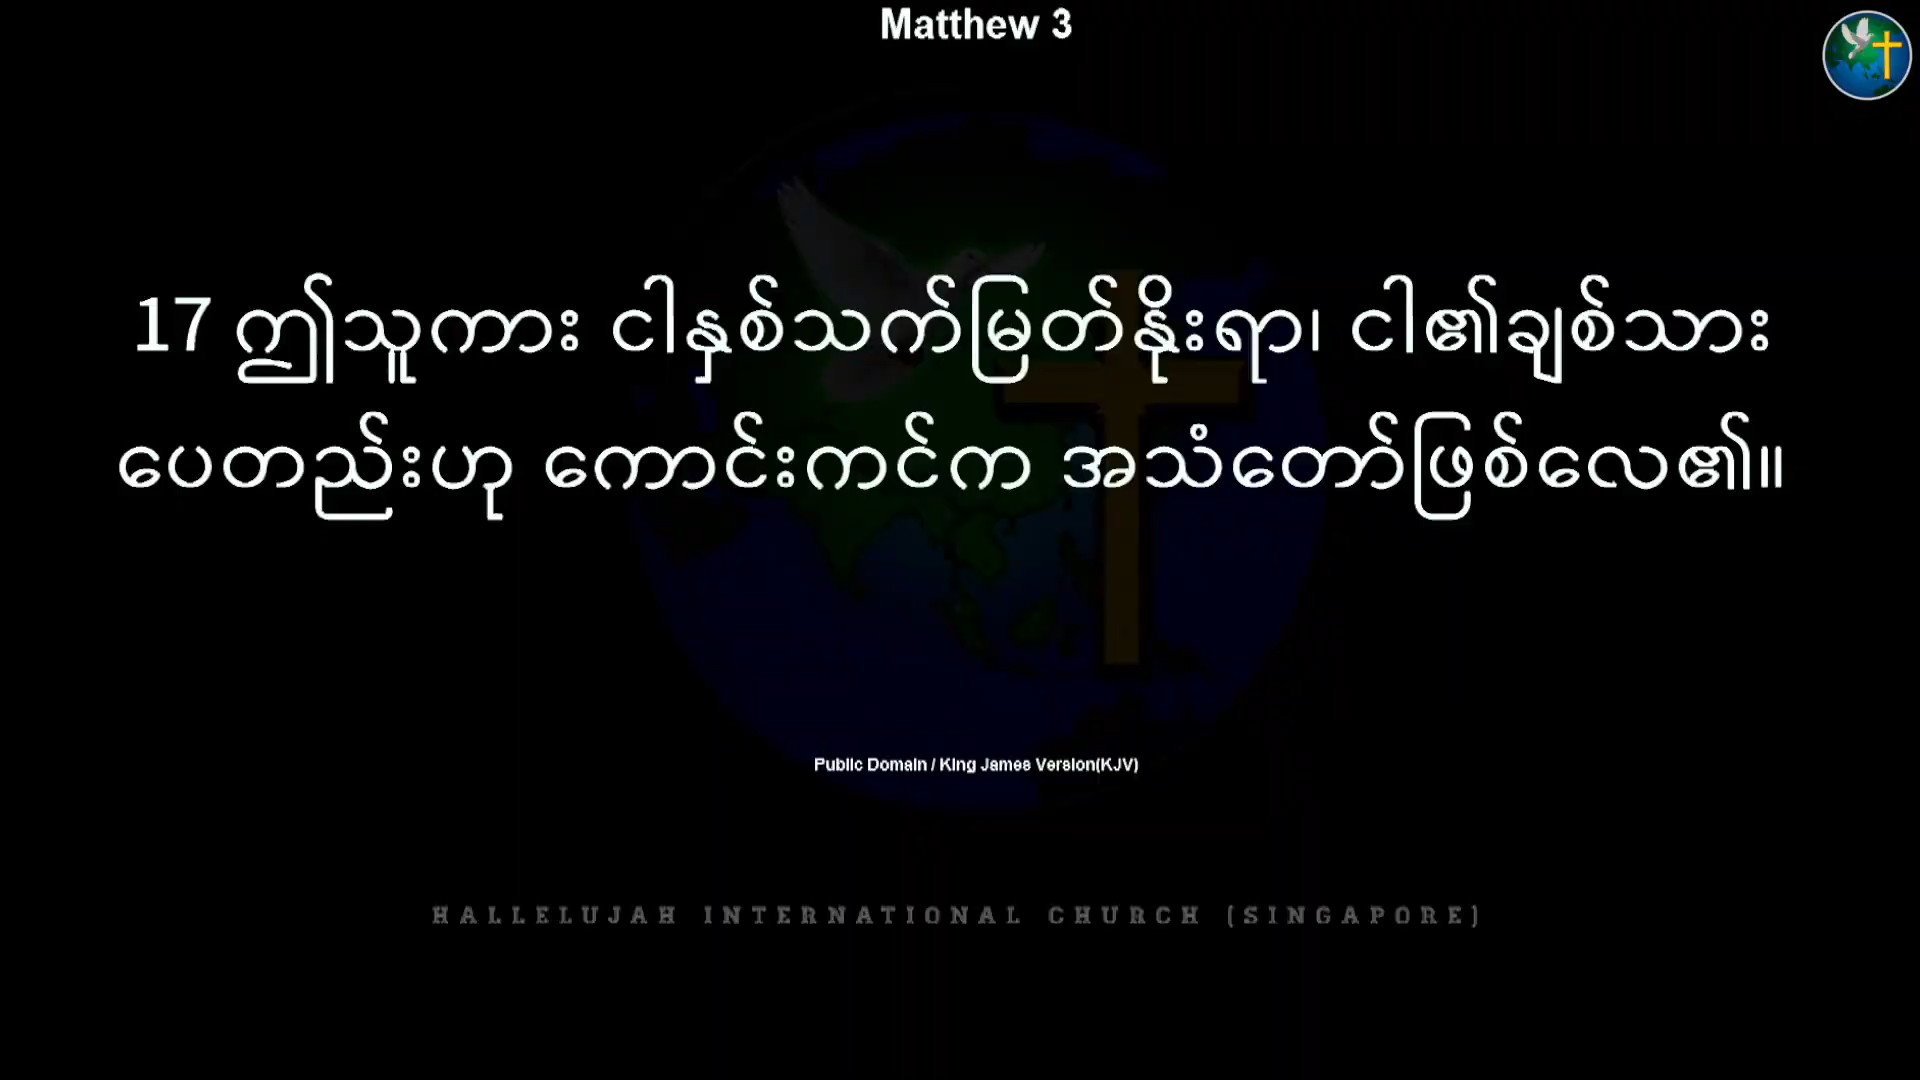 Matthew 3
17 ဤသူကား ငါနှစ်သက်မြတ်နိုးရာ၊ ငါ၏ချစ်သား
ပေတည်းဟု ကောင်းကင်က အသံတော်ဖြစ်လေ၏။
Public Domain / King James Version(KJV)
HALLELUJAH INTERNATIONAL CHURCH (SINGAPORE)